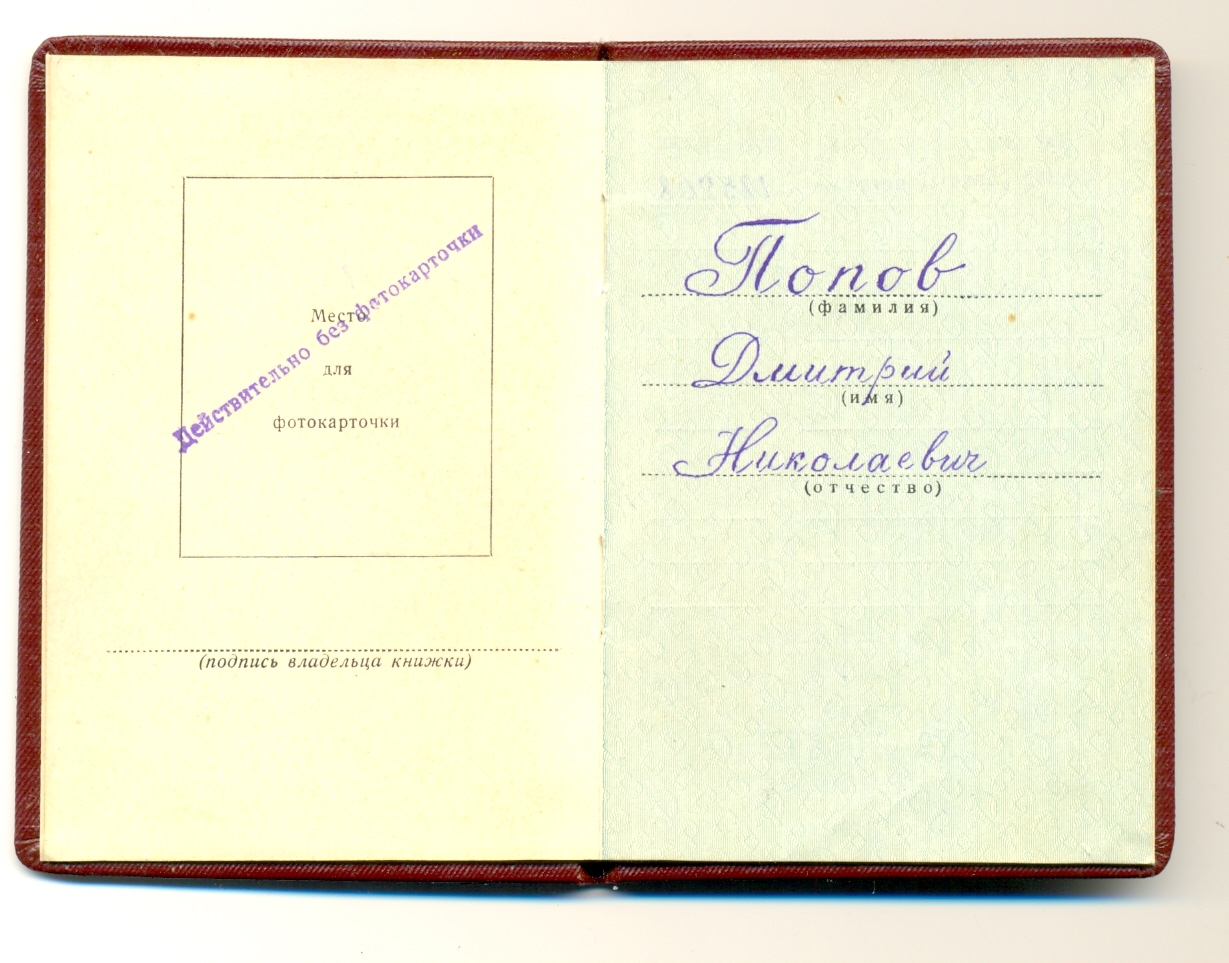 Место
для
фотокарточки
Действительно без фотокарточки
(подпись владельца книжки)
Попов
(фамилия)
Дмитрий
(имя)
Николаевич
(отчество)